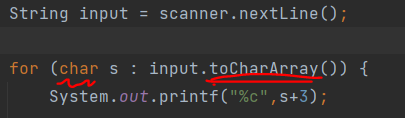 String input = scanner.nextLine();
for (char s : input.toCharArray()) {
System.out.printf("%c",s+3);